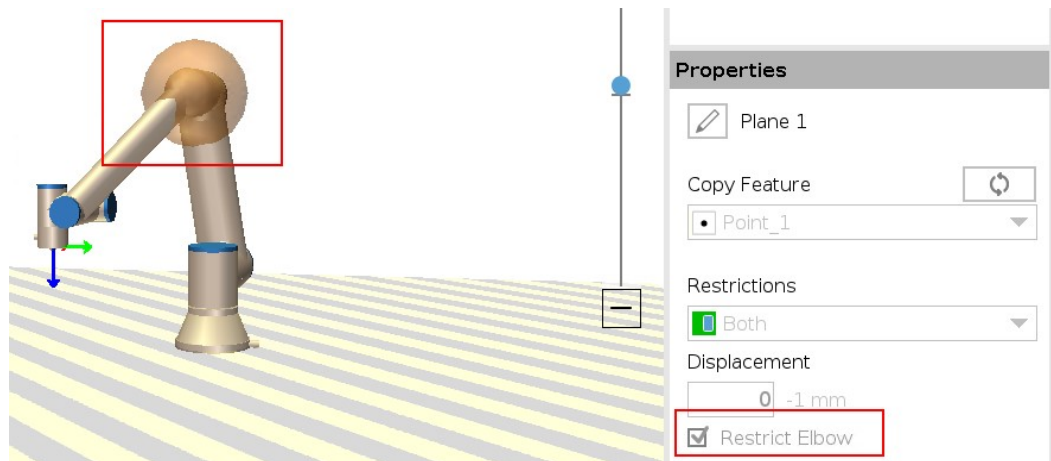 Properties
Plane 1
Copy Feature
Point_1
Restrictions
Both
Displacement
0 -1 mm
Restrict Elbow